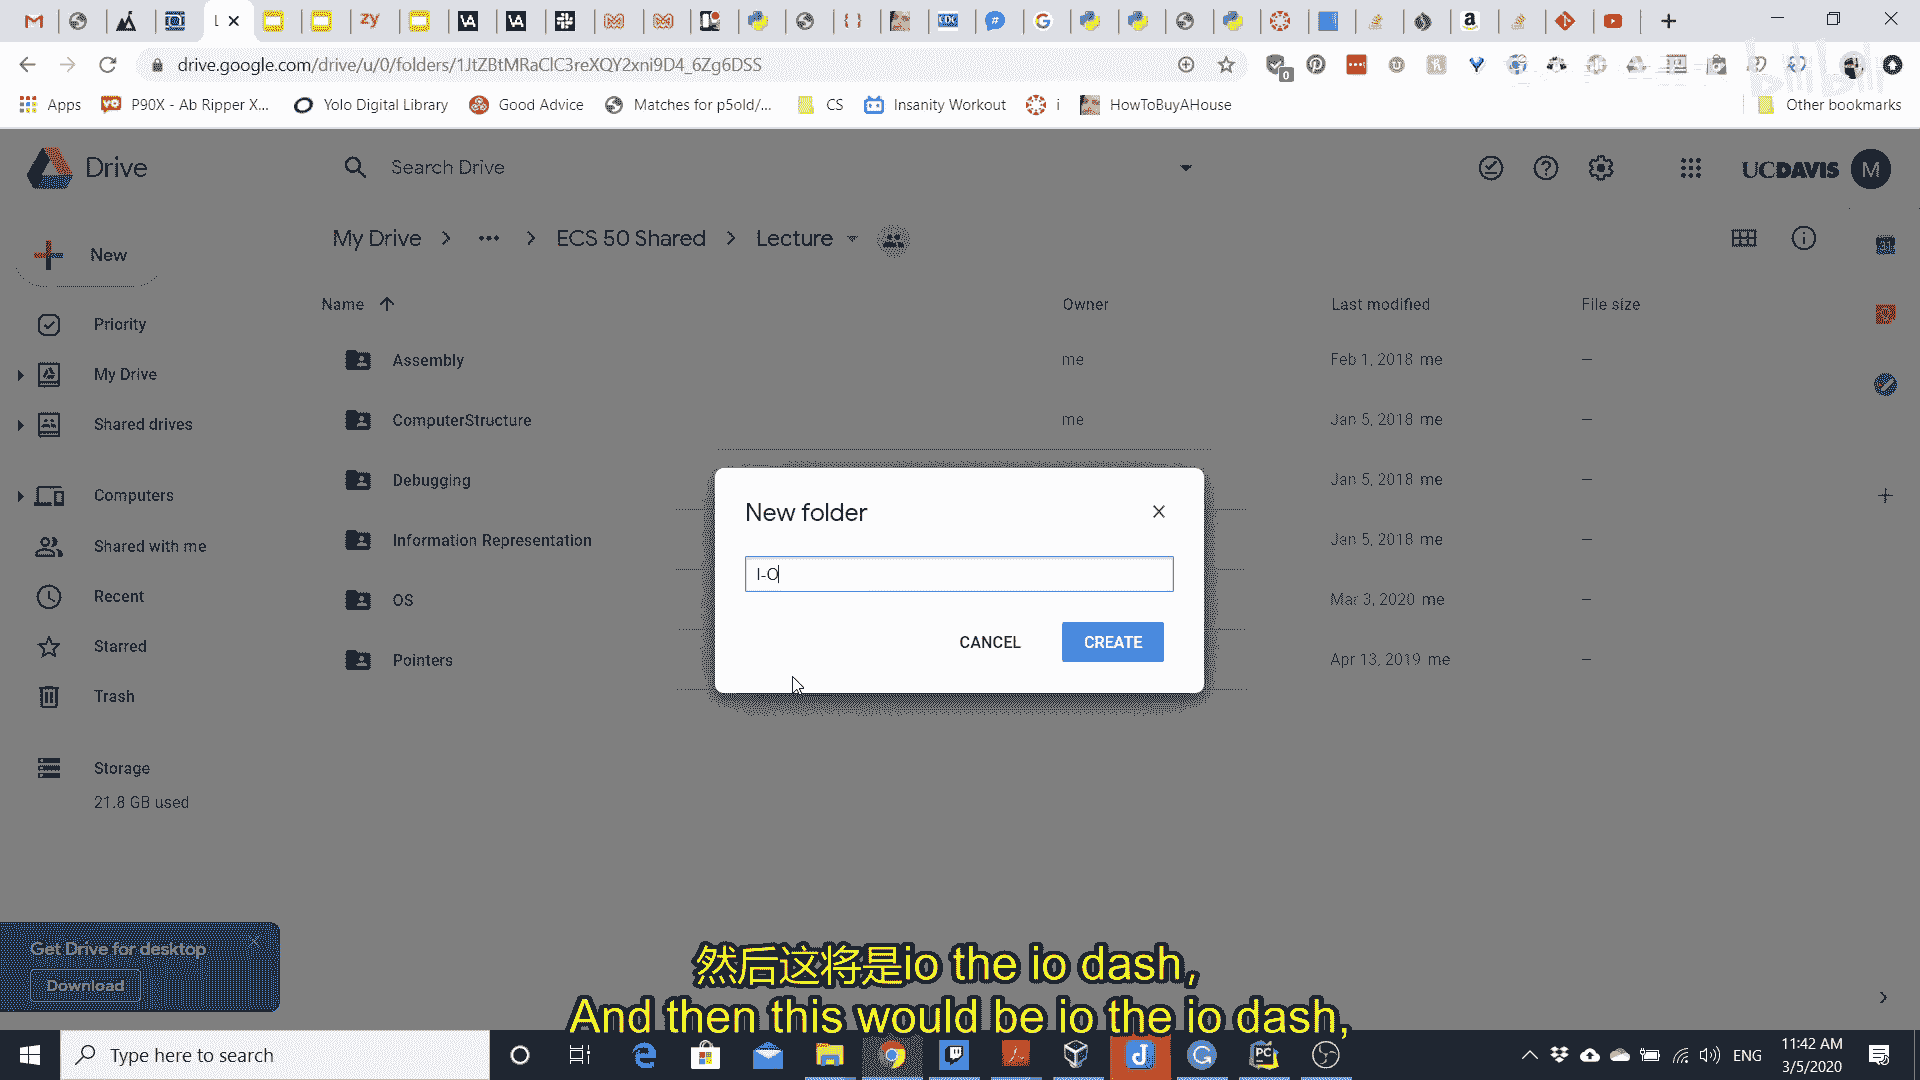 drive.google.com/drive/u/0/folders/1JtZBtMRaClC3reXQY2xni9D4_6Zg6DSS
Apps P90X - Ab Ripper X... Yolo Digital Library Good Advice Matches for p5old/... CS Insanity Workout i HowToBuyAHouse Other bookmarks
Drive Search Drive UCDAVIS M
My Drive ECS 50 Shared Lecture
New
Name Owner Last modified File size
Priority
Assembly me Feb 1, 2018 me —
My Drive
ComputerStructure me Jan 5, 2018 me —
Shared drives
Debugging Jan 5, 2018 me —
Computers
New folder
Information Representation Jan 5, 2018 me —
Shared with me
I-O
OS Mar 3, 2020 me —
Recent
CANCEL CREATE
Starred
Pointers Apr 13, 2019 me —
Trash
Storage
21.8 GB used
Get Drive for desktop
Download
然后这将是io the io dash,
And then this would be io the io dash,
Type here to search
ENG
11:42 AM
3/5/2020